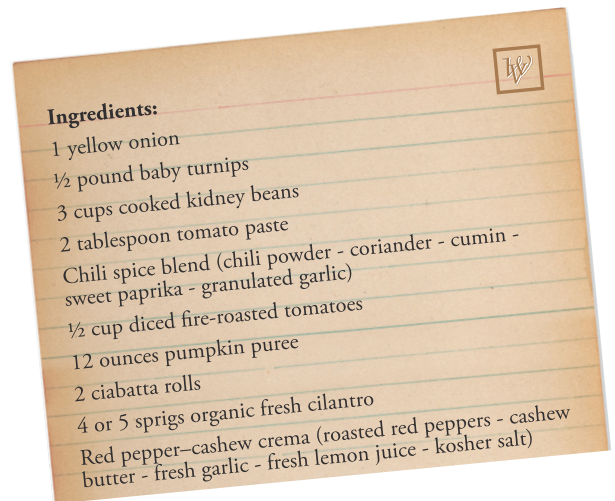 W
Ingredients:
1 yellow onion
½ pound baby turnips
3 cups cooked kidney beans
2 tablespoon tomato paste
Chili spice blend (chili powder - coriander - cumin -
sweet paprika - granulated garlic)
½ cup diced fire-roasted tomatoes
12 ounces pumpkin puree
2 ciabatta rolls
4 or 5 sprigs organic fresh cilantro
Red pepper–cashew crema (roasted red peppers - cashew
butter - fresh garlic - fresh lemon juice - kosher salt)